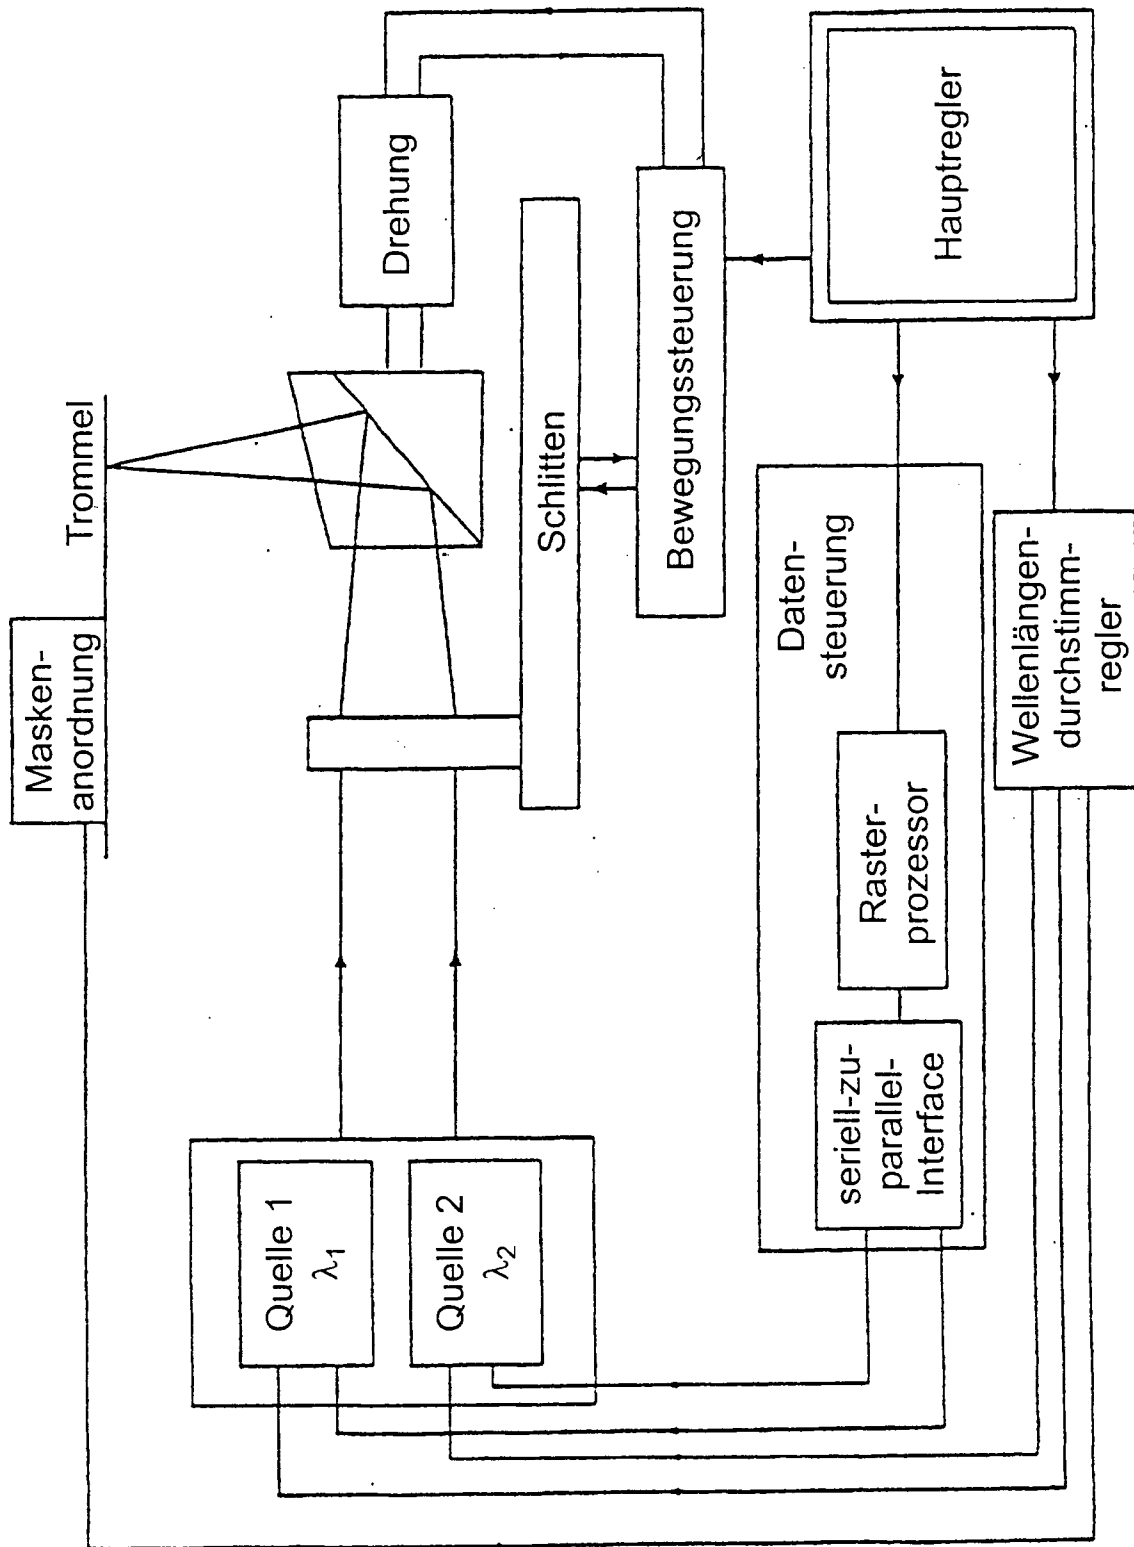 Masken-
anordnung
Trommel
Drehung
Schlitten
Bewegungssteuerung
Hauptregler
Quelle 1
λ1
Quelle 2
λ2
Daten-
steuerung
seriell-zu-
parallel-
Interface
Raster-
prozessor
Wellenlängen-
durchstimm-
regler